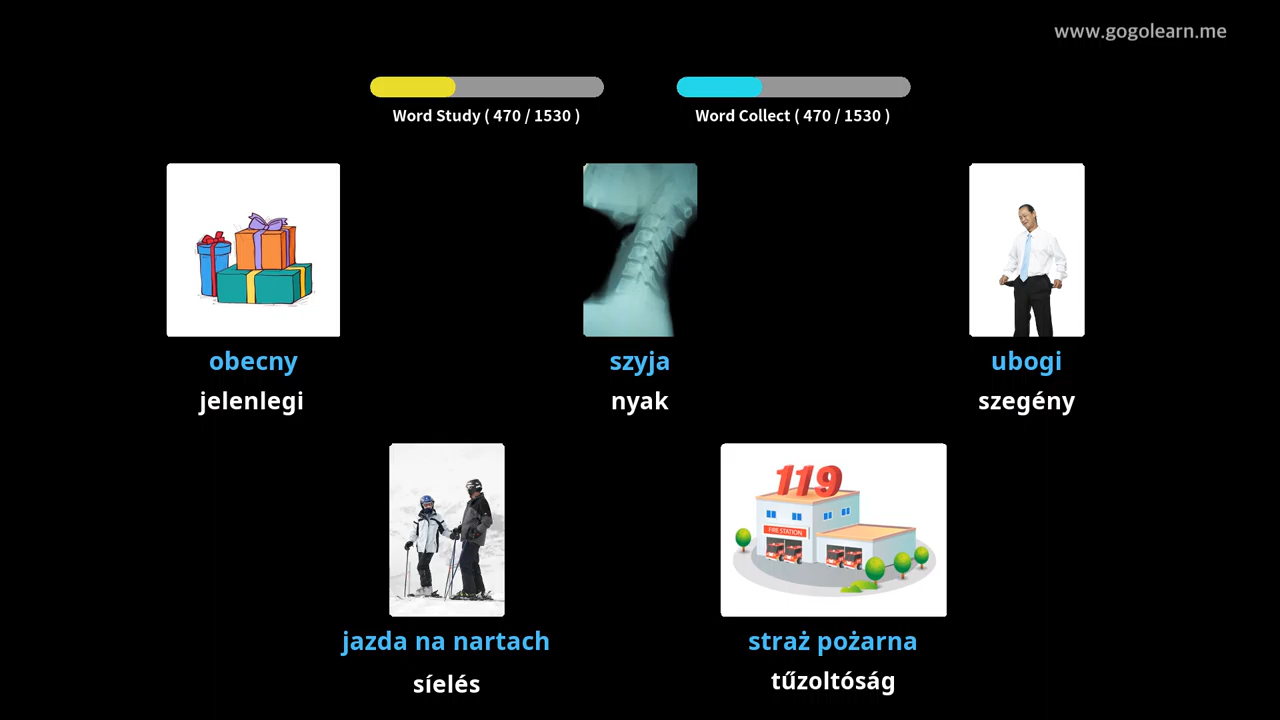 www.gogolearn.me
Word Study ( 470 / 1530 )
Word Collect ( 470 / 1530 )
obecny
jelenlegi
szyja
nyak
ubogi
szegény
jazda na nartach
síelés
119
FIRE STATION
straż pożarna
tűzoltóság